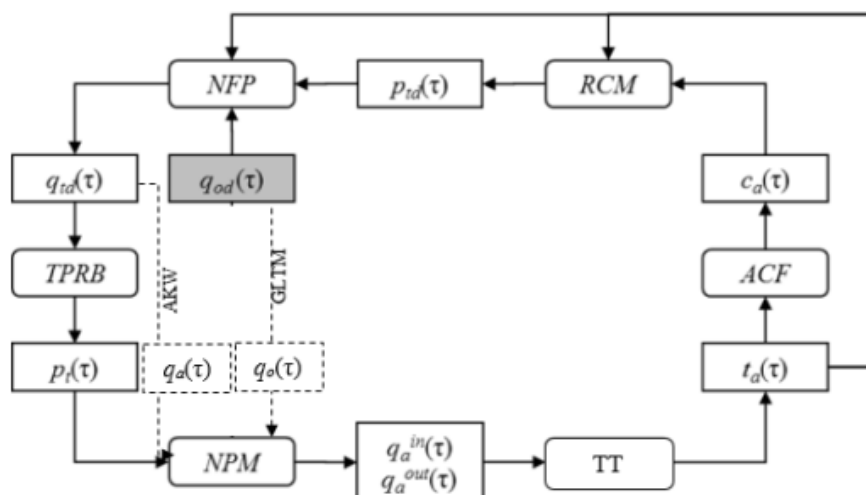 NFP
p_td(τ)
RCM
q_td(τ)
q_od(τ)
c_a(τ)
TPRB
AKW
GLTM
ACF
p_t(τ)
q_a(τ)
q_o(τ)
t_a(τ)
NPM
q_a^in(τ)
q_a^out(τ)
TT